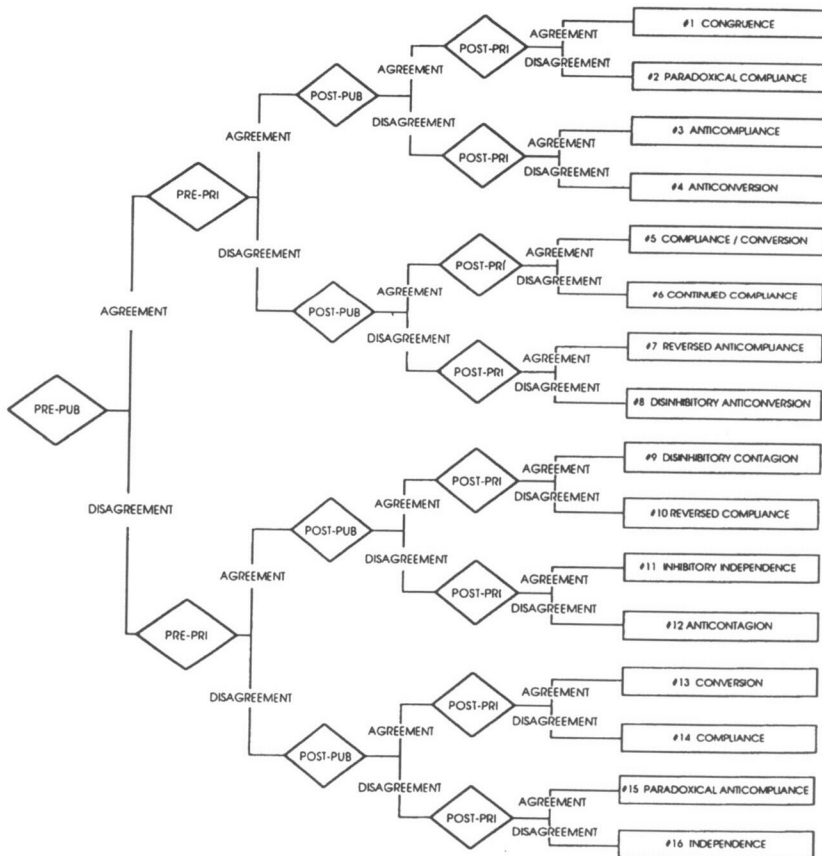 #1 CONGRUENCE
POST-PRI
AGREEMENT
DISAGREEMENT
AGREEMENT
#2 PARADOXICAL COMPLIANCE
POST-PUB
DISAGREEMENT
#3 ANTICOMPLIANCE
AGREEMENT
POST-PRI
AGREEMENT
DISAGREEMENT
#4 ANTICONVERSION
PRE-PRI
#5 COMPLIANCE / CONVERSION
DISAGREEMENT
POST-PRI
AGREEMENT
DISAGREEMENT
AGREEMENT
#6 CONTINUED COMPLIANCE
AGREEMENT
POST-PUB
DISAGREEMENT
#7 REVERSED ANTICOMPLIANCE
POST-PRI
AGREEMENT
DISAGREEMENT
#8 DISINHIBITORY ANTICONVERSION
PRE-PUB
#9 DISINHIBITORY CONTAGION
POST-PRI
AGREEMENT
DISAGREEMENT
AGREEMENT
DISAGREEMENT
#10 REVERSED COMPLIANCE
POST-PUB
DISAGREEMENT
#11 INHIBITORY INDEPENDENCE
AGREEMENT
POST-PRI
AGREEMENT
DISAGREEMENT
#12 ANTICONTAGION
PRE-PRI
#13 CONVERSION
DISAGREEMENT
POST-PRI
AGREEMENT
DISAGREEMENT
AGREEMENT
#14 COMPLIANCE
POST-PUB
DISAGREEMENT
#15 PARADOXICAL ANTICOMPLIANCE
POST-PRI
AGREEMENT
DISAGREEMENT
#16 INDEPENDENCE